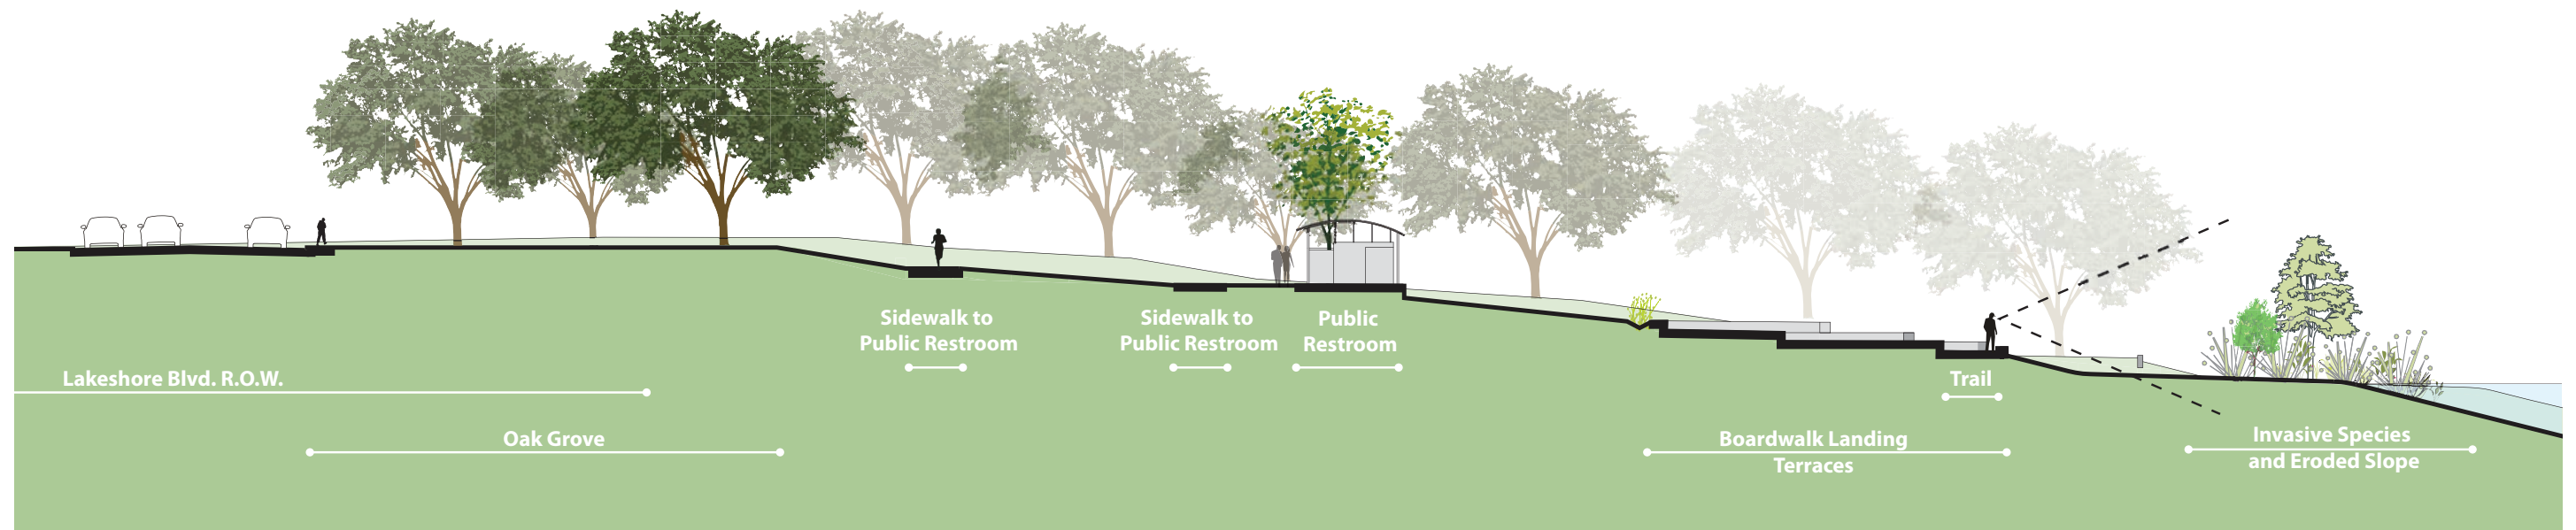 Lakeshore Blvd. R.O.W.
Oak Grove
Sidewalk to
Public Restroom
Sidewalk to
Public Restroom
Public
Restroom
Trail
Boardwalk Landing
Terraces
Invasive Species
and Eroded Slope